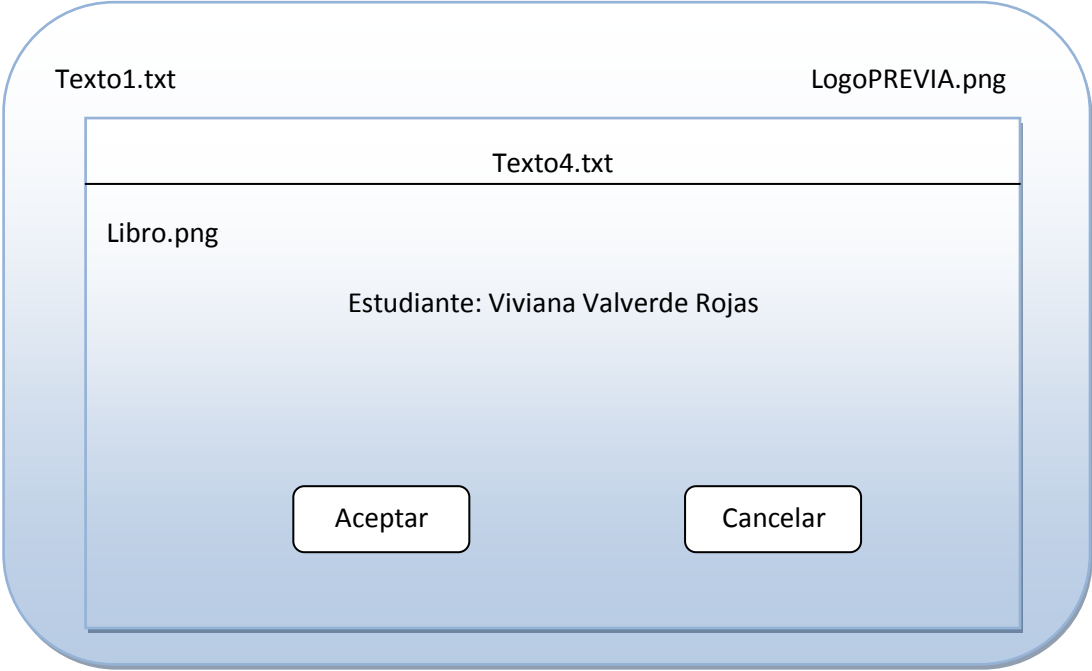 Texto1.txt LogoPREVIA.png
Texto4.txt
Libro.png
Estudiante: Viviana Valverde Rojas
Aceptar Cancelar